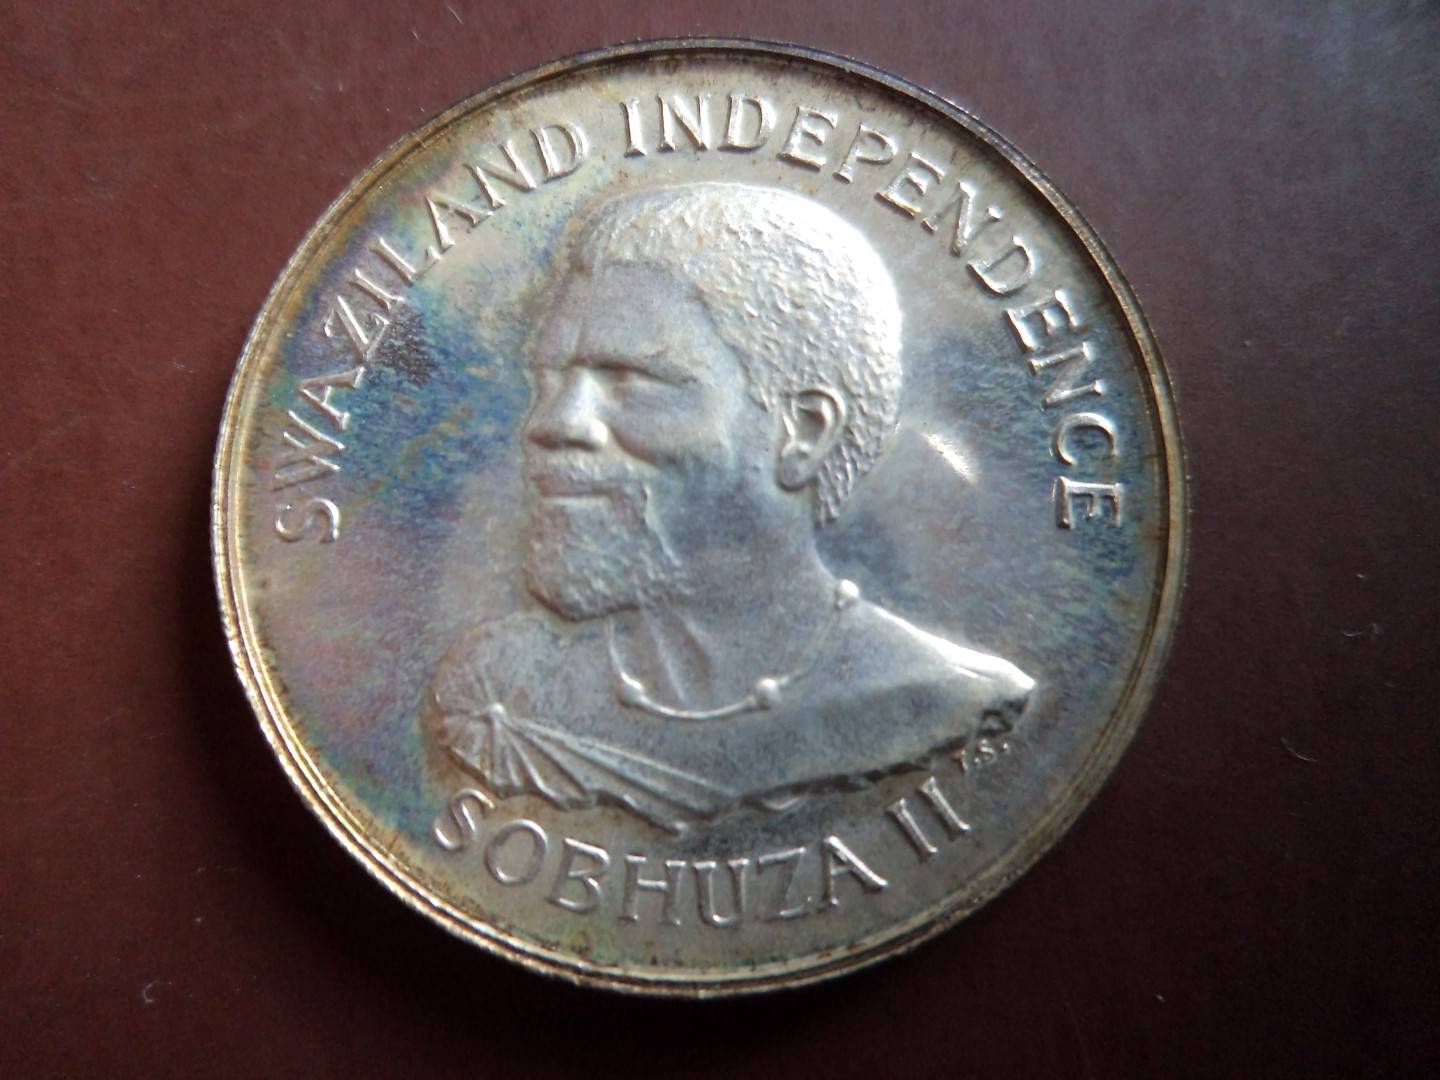 SWAZILAND INDEPENDENCE
SOBHUZA II
T.S.